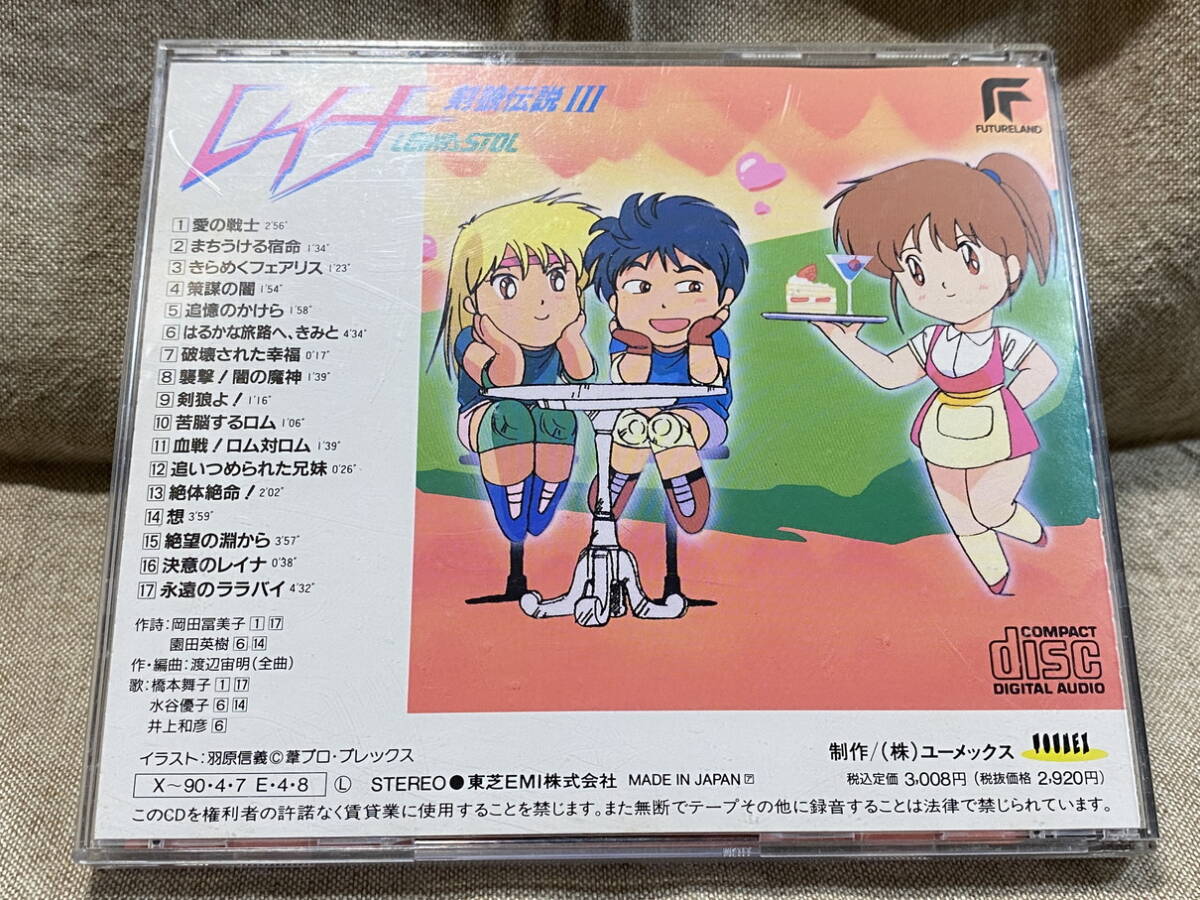 レイナ 剣狼伝説III
LEINA:STOL
FUTURELAND
1 愛の戦士 2'56"
2 まちうける宿命 1'34"
3 きらめくフェアリス 1'23"
4 策謀の闇 1'54"
5 追憶のかけら 1'58"
6 はるかな旅路へ、きみと 4'34"
7 破壊された幸福 0'17"
8 襲撃!闇の魔神 1'39"
9 剣狼よ! 1'16"
10 苦脳するロム 1'06"
11 血戦!ロム対ロム 1'39"
12 追いつめられた兄妹 0'26"
13 絶体絶命! 2'02"
14 想 3'59"
15 絶望の淵から 3'57"
16 決意のレイナ 0'38"
17 永遠のララバイ 4'32"
作詩:岡田冨美子 1 17
園田英樹 6 14
作・編曲:渡辺宙明(全曲)
歌:橋本舞子 1 17
水谷優子 6 14
井上和彦 6
COMPACT
disc
DIGITAL AUDIO
イラスト:羽原信義©葦プロ・プレックス
制作/(株)ユーメックス YOUMEX
X〜90・4・7 E・4・8 Ⓛ STEREO●東芝EMI株式会社 MADE IN JAPAN Ⓟ
税込定価 3,008円(税抜価格 2,920円)
このCDを権利者の許諾なく賃貸業に使用することを禁じます。また無断でテープその他に録音することは法律で禁じられています。